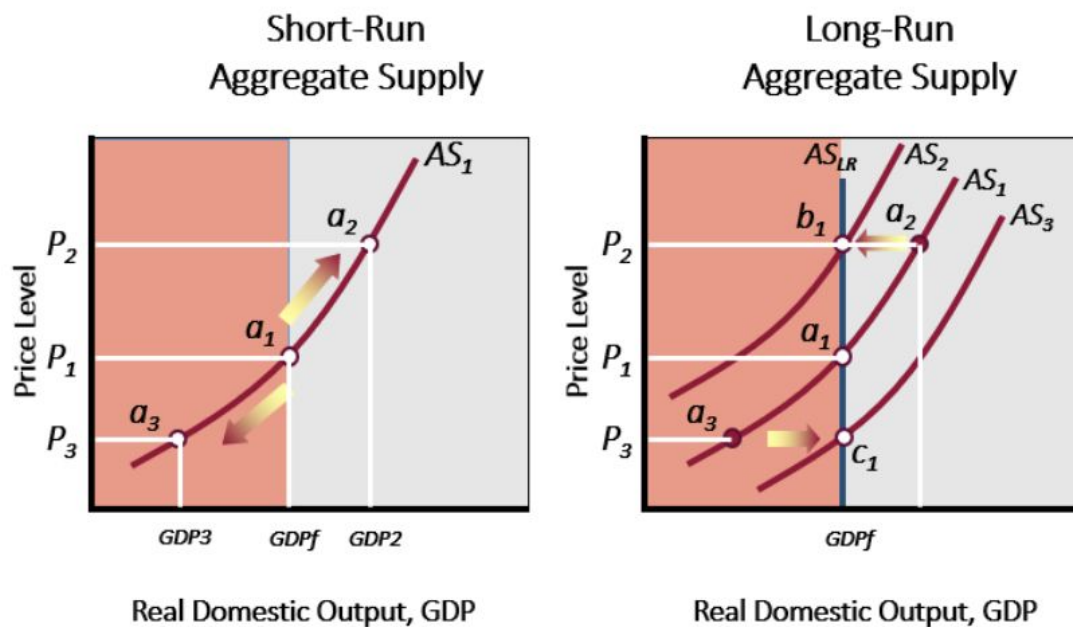 Short-Run
Aggregate Supply
AS1
a2
P2
a1
P1
a3
P3
Price Level
GDP3 GDPf GDP2
Real Domestic Output, GDP
Long-Run
Aggregate Supply
ASLR AS2
AS1
AS3
b1 a2
P2
a1
P1
a3
P3
c1
Price Level
GDPf
Real Domestic Output, GDP